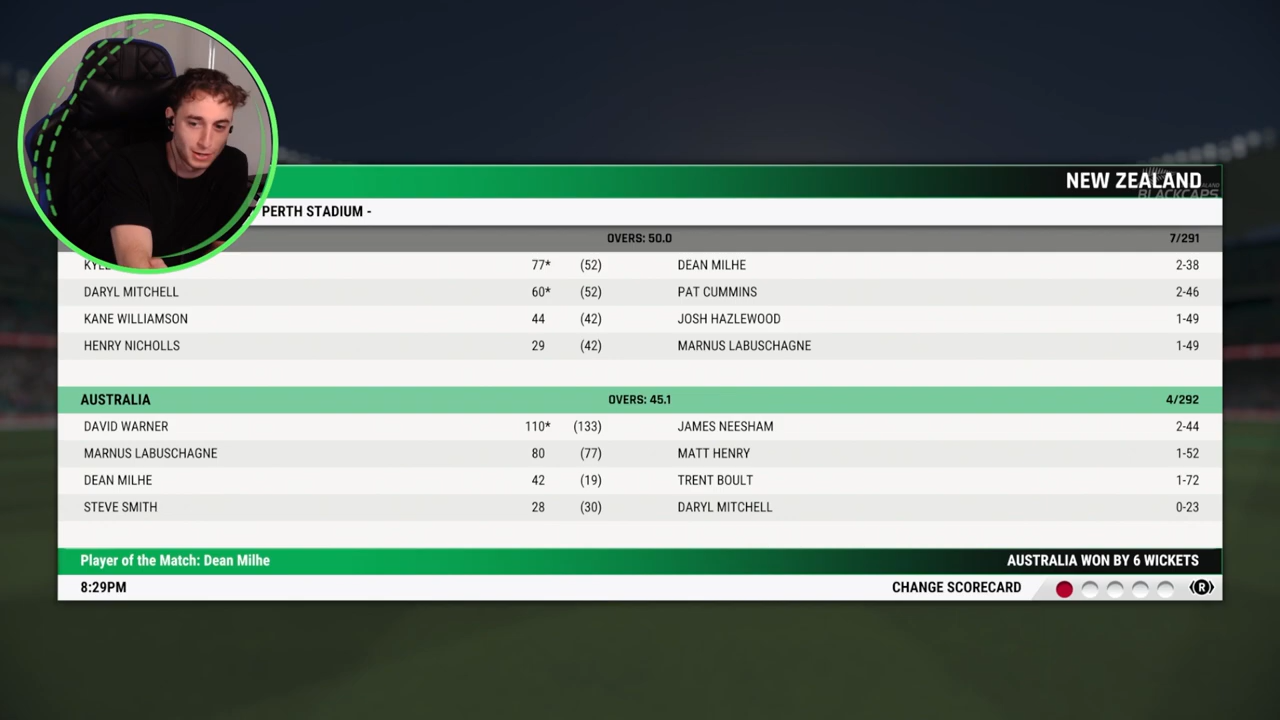 NEW ZEALAND
BLACKCAPS
PERTH STADIUM -
OVERS: 50.0 7/291
77* (52) DEAN MILHE 2-38
DARYL MITCHELL 60* (52) PAT CUMMINS 2-46
KANE WILLIAMSON 44 (42) JOSH HAZLEWOOD 1-49
HENRY NICHOLLS 29 (42) MARNUS LABUSCHAGNE 1-49
AUSTRALIA OVERS: 45.1 4/292
DAVID WARNER 110* (133) JAMES NEESHAM 2-44
MARNUS LABUSCHAGNE 80 (77) MATT HENRY 1-52
DEAN MILHE 42 (19) TRENT BOULT 1-72
STEVE SMITH 28 (30) DARYL MITCHELL 0-23
Player of the Match: Dean Milhe AUSTRALIA WON BY 6 WICKETS
8:29PM CHANGE SCORECARD R